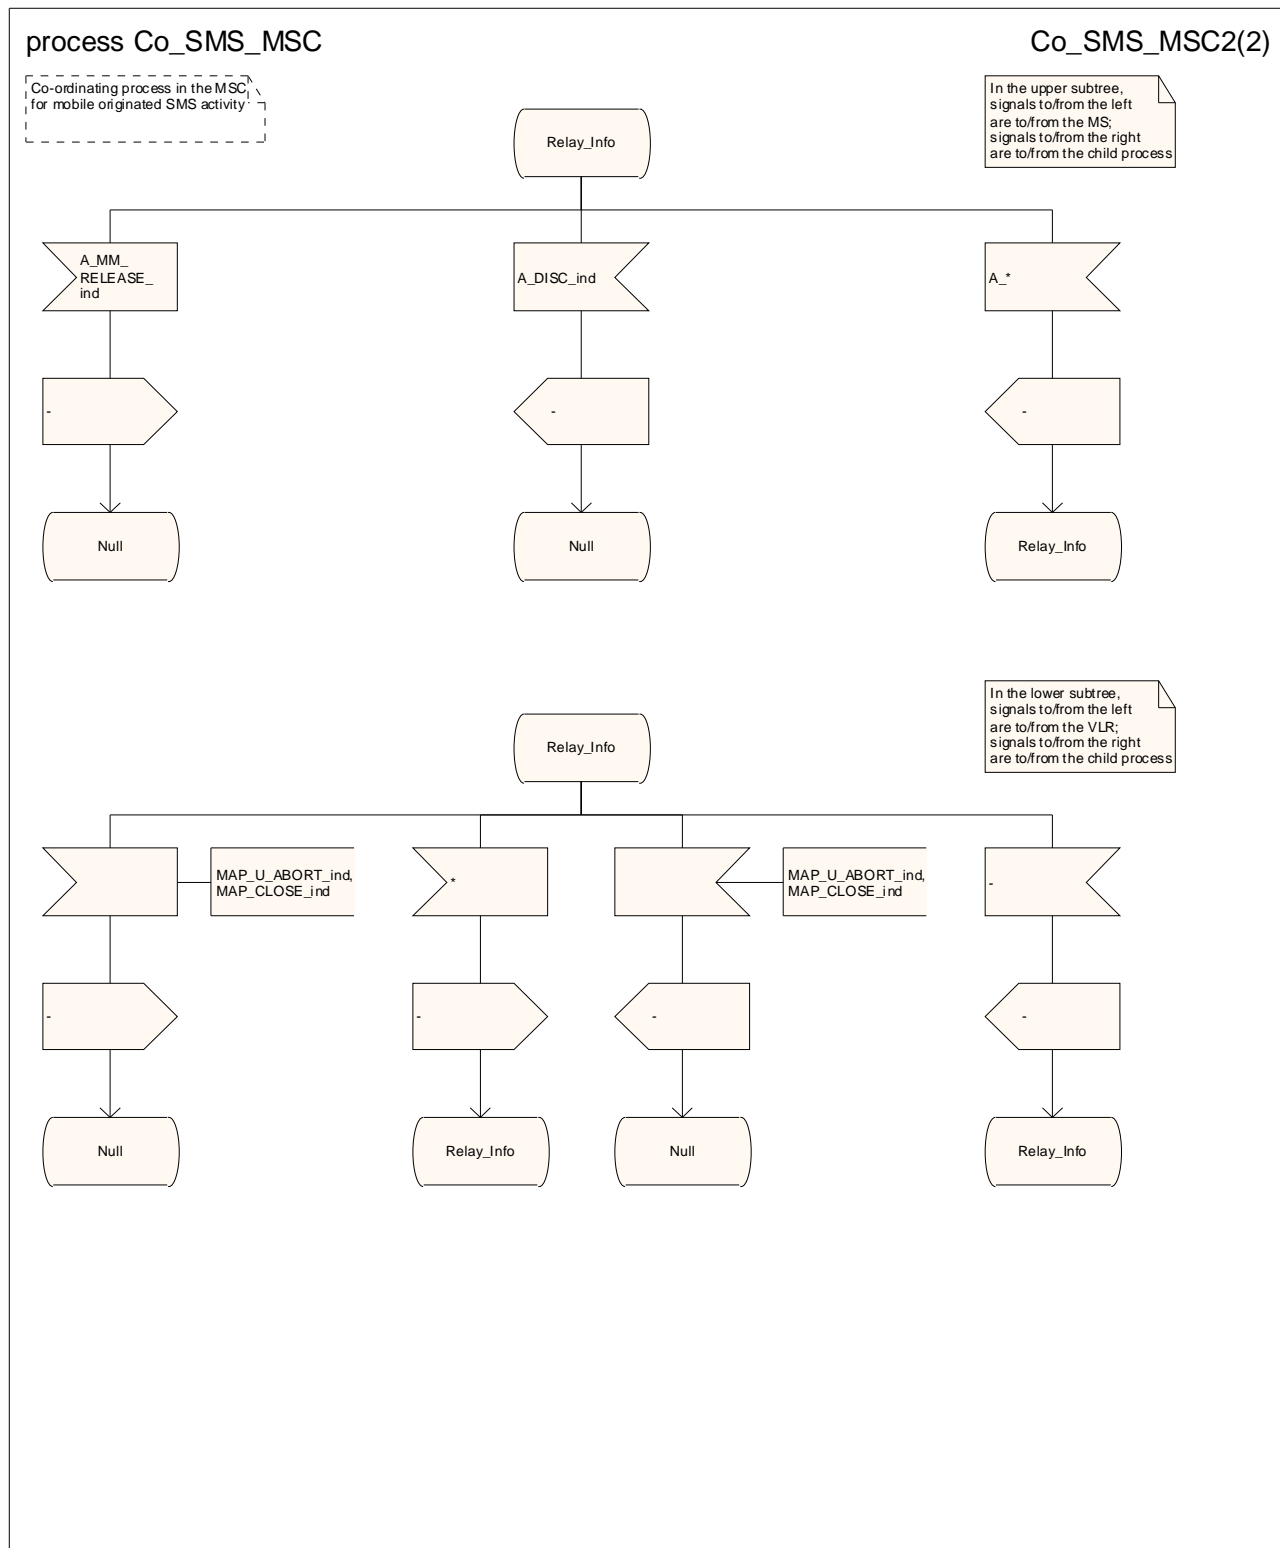 process Co_SMS_MSC
Co_SMS_MSC2(2)
Co-ordinating process in the MSC
for mobile originated SMS activity
In the upper subtree,
signals to/from the left
are to/from the MS;
signals to/from the right
are to/from the child process
Relay_Info
A_MM_
RELEASE_
ind
A_DISC_ind
A_*
-
-
-
Null
Null
Relay_Info
In the lower subtree,
signals to/from the left
are to/from the VLR;
signals to/from the right
are to/from the child process
Relay_Info
MAP_U_ABORT_ind,
MAP_CLOSE_ind
*
MAP_U_ABORT_ind,
MAP_CLOSE_ind
-
-
-
-
-
Null
Relay_Info
Null
Relay_Info